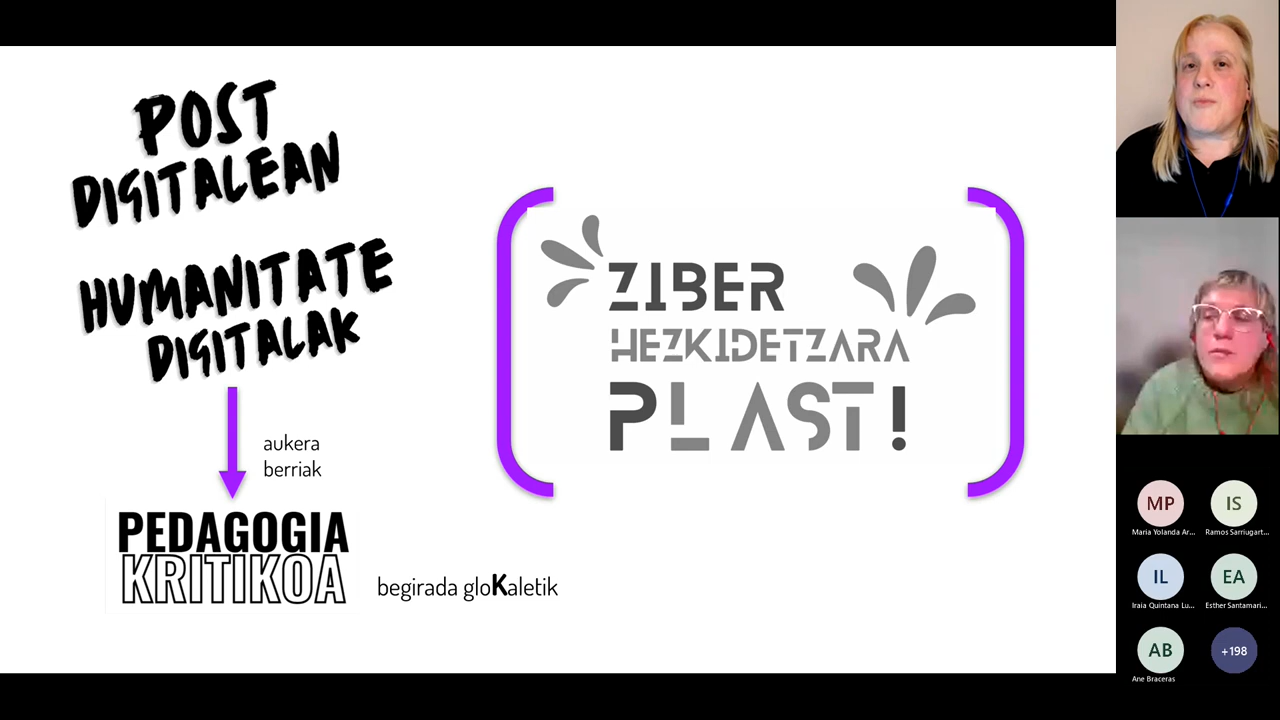 POST
DIGITALEAN
HUMANITATE
DIGITALAK
aukera
berriak
PEDAGOGIA
KRITIKOA
begirada gloKaletik
ZIBER
HEZKIDETZARA
PLAST!
MP
IS
Maria Yolanda Ar...
Ramos Sarriugart...
IL
EA
Iraia Quintana Lu...
Esther Santamari...
AB
+198
Ane Braceras